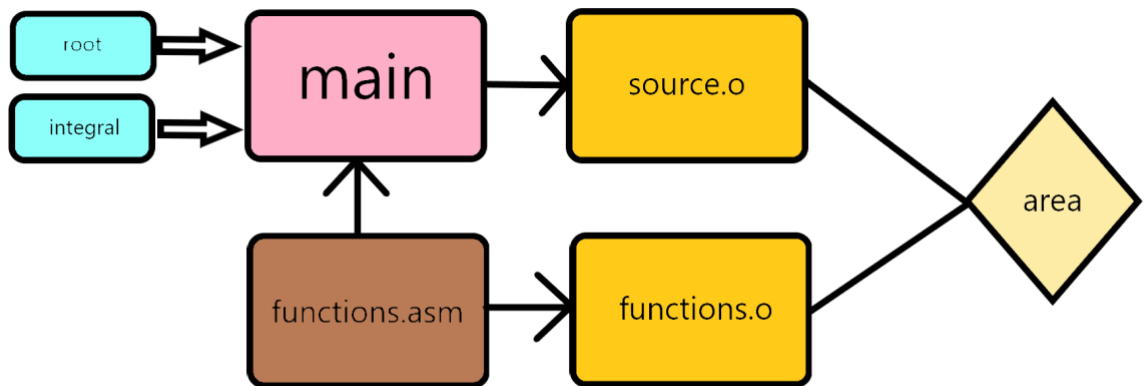 root
main
source.o
integral
area
functions.asm
functions.o